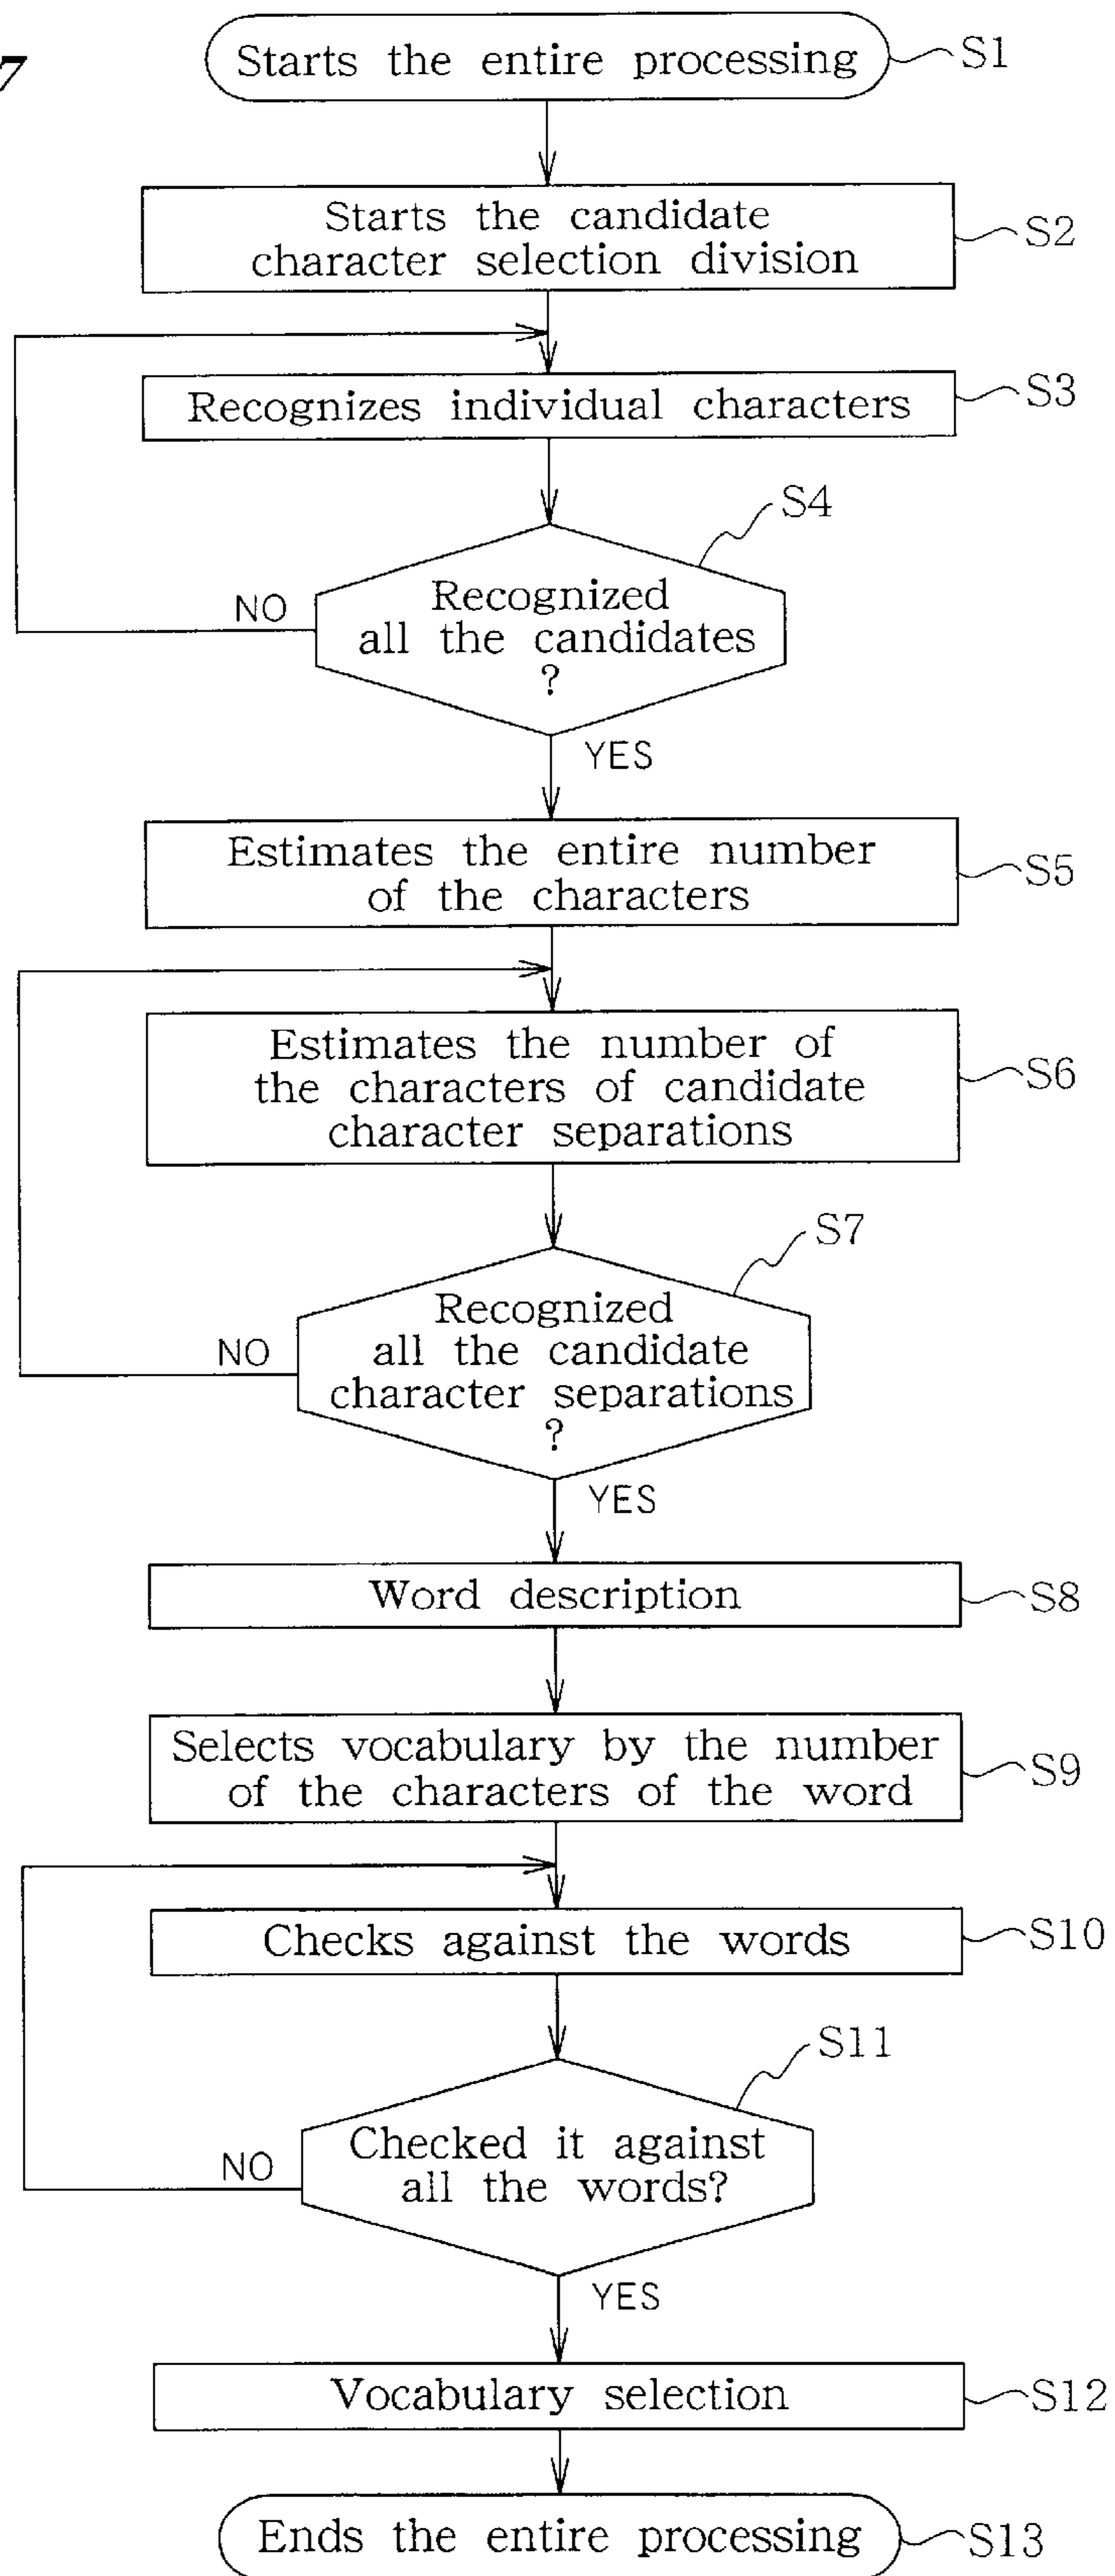 7
Starts the entire processing
S1
Starts the candidate
character selection division
S2
Recognizes individual characters
S3
S4
Recognized
all the candidates
?
NO
YES
Estimates the entire number
of the characters
S5
Estimates the number of
the characters of candidate
character separations
S6
S7
Recognized
all the candidate
character separations
?
NO
YES
Word description
S8
Selects vocabulary by the number
of the characters of the word
S9
Checks against the words
S10
S11
Checked it against
all the words?
NO
YES
Vocabulary selection
S12
Ends the entire processing
S13